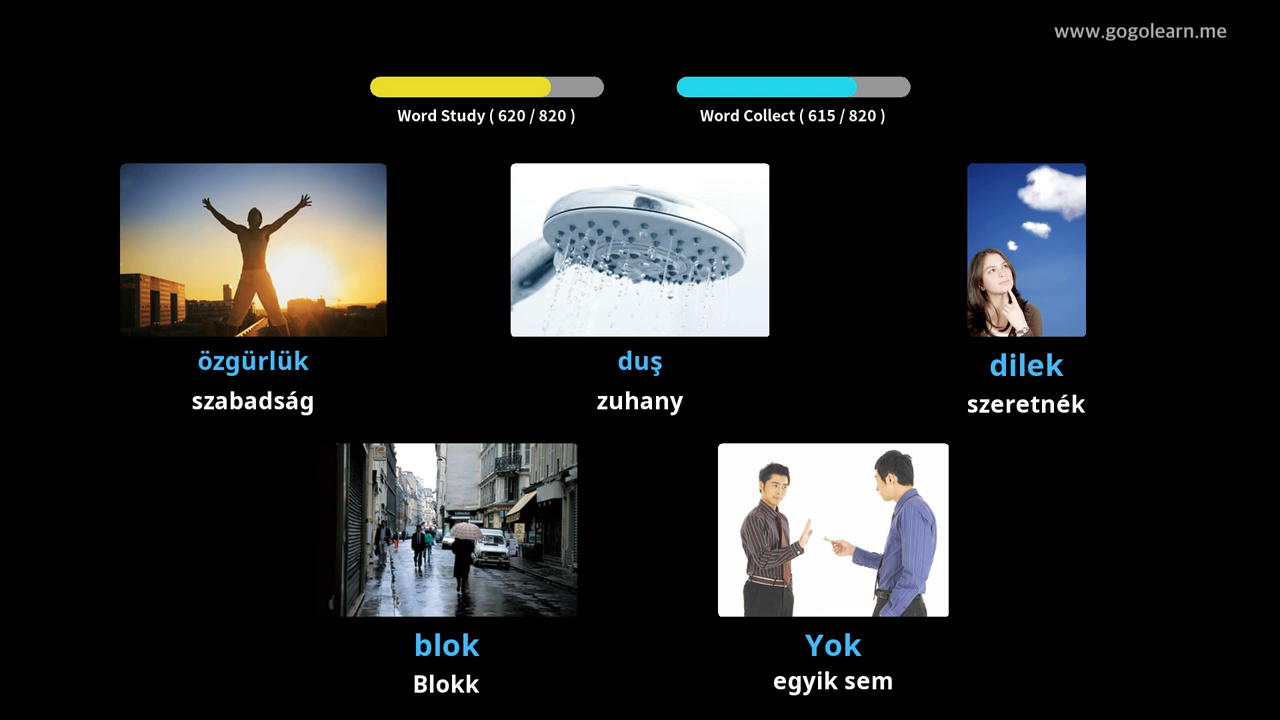 www.gogolearn.me
Word Study ( 620 / 820 )
Word Collect ( 615 / 820 )
özgürlük
szabadság
duş
zuhany
dilek
szeretnék
blok
Blokk
Yok
egyik sem